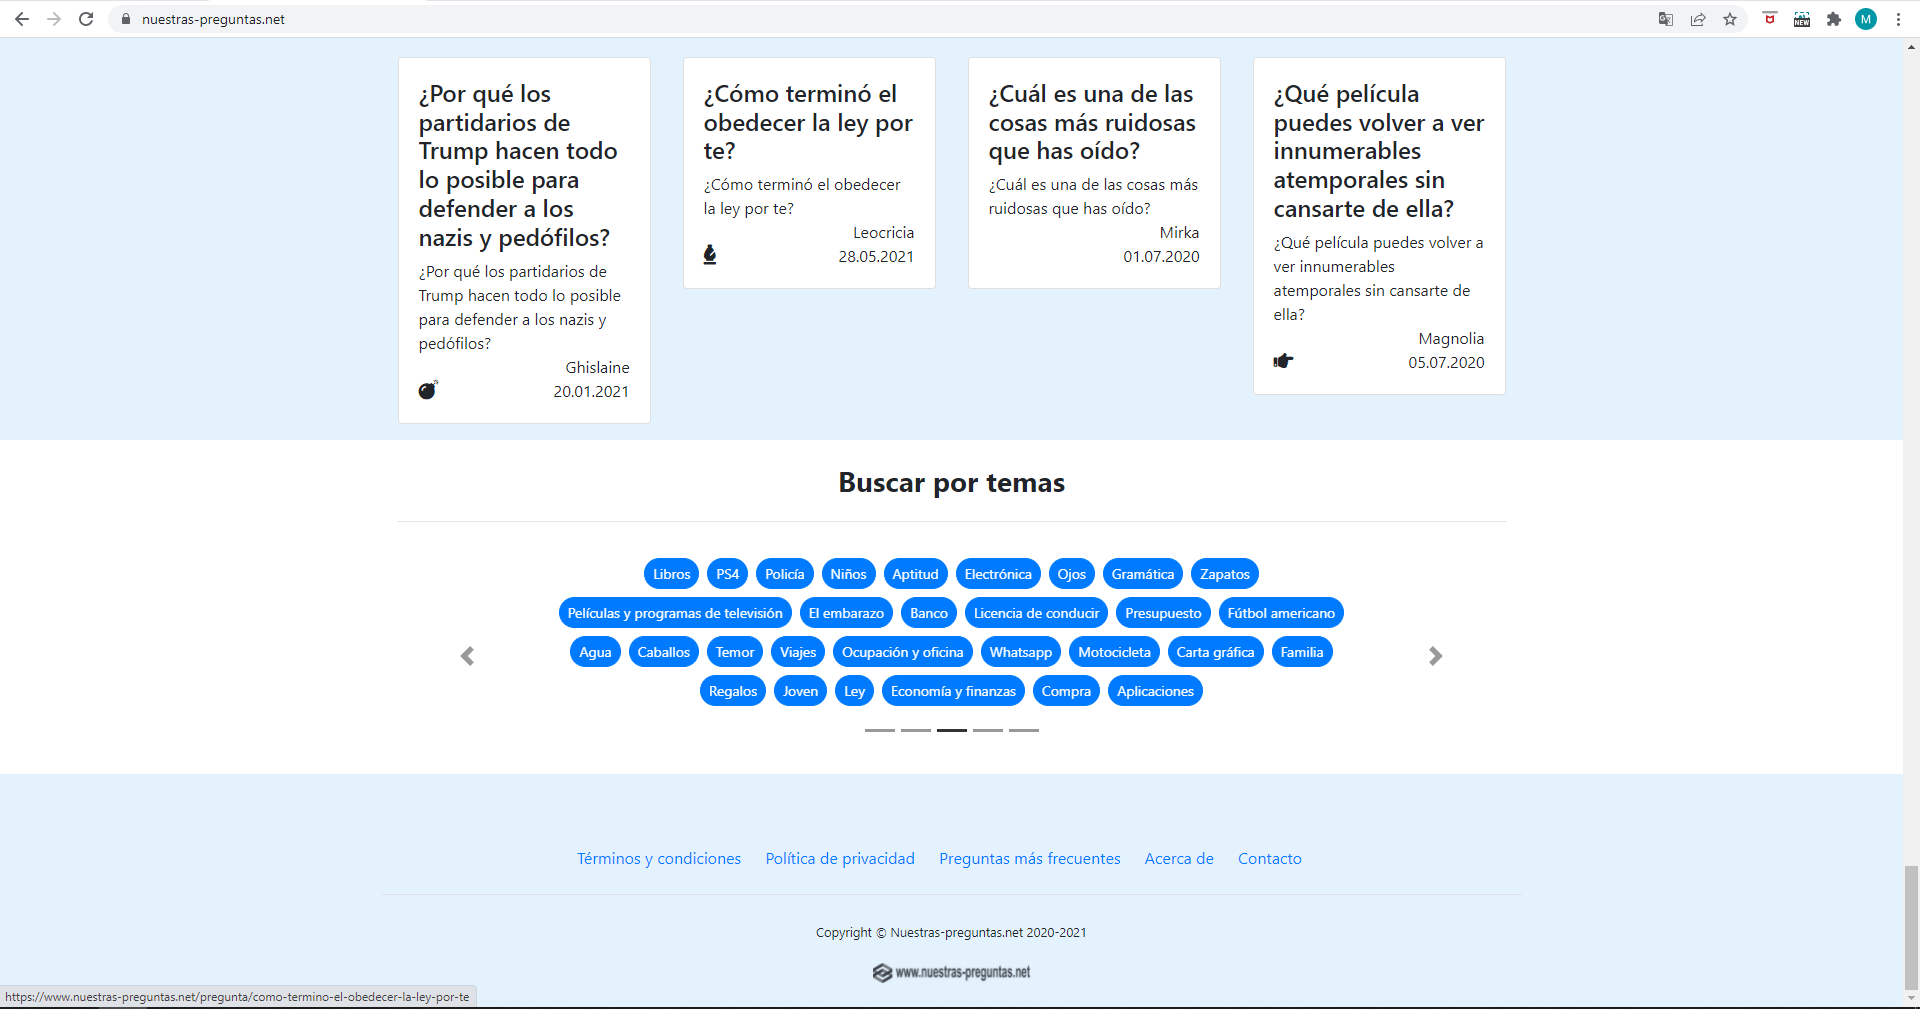 nuestras-preguntas.net
NEW
M
¿Por qué los
partidarios de
Trump hacen todo
lo posible para
defender a los
nazis y pedófilos?
¿Por qué los partidarios de
Trump hacen todo lo posible
para defender a los nazis y
pedófilos?
Ghislaine
20.01.2021
¿Cómo terminó el
obedecer la ley por
te?
¿Cómo terminó el obedecer
la ley por te?
Leocricia
28.05.2021
¿Cuál es una de las
cosas más ruidosas
que has oído?
¿Cuál es una de las cosas más
ruidosas que has oído?
Mirka
01.07.2020
¿Qué película
puedes volver a ver
innumerables
atemporales sin
cansarte de ella?
¿Qué película puedes volver a
ver innumerables
atemporales sin cansarte de
ella?
Magnolia
05.07.2020
Buscar por temas
Libros PS4 Policía Niños Aptitud Electrónica Ojos Gramática Zapatos
Películas y programas de televisión El embarazo Banco Licencia de conducir Presupuesto Fútbol americano
Agua Caballos Temor Viajes Ocupación y oficina Whatsapp Motocicleta Carta gráfica Familia
Regalos Joven Ley Economía y finanzas Compra Aplicaciones
Términos y condiciones Política de privacidad Preguntas más frecuentes Acerca de Contacto
Copyright © Nuestras-preguntas.net 2020-2021
www.nuestras-preguntas.net
https://www.nuestras-preguntas.net/pregunta/como-termino-el-obedecer-la-ley-por-te